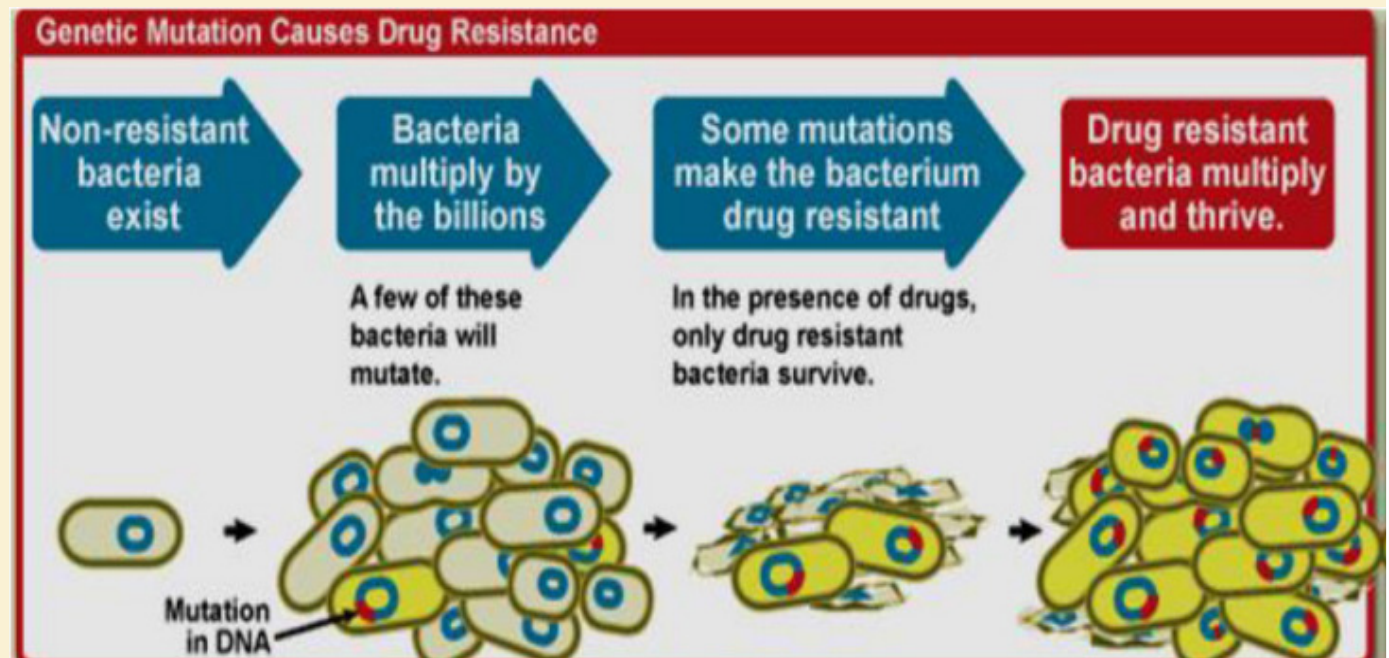 Genetic Mutation Causes Drug Resistance
Non-resistant
bacteria
exist
Bacteria
multiply by
the billions
Some mutations
make the bacterium
drug resistant
Drug resistant
bacteria multiply
and thrive.
A few of these
bacteria will
mutate.
In the presence of drugs,
only drug resistant
bacteria survive.
Mutation
in DNA